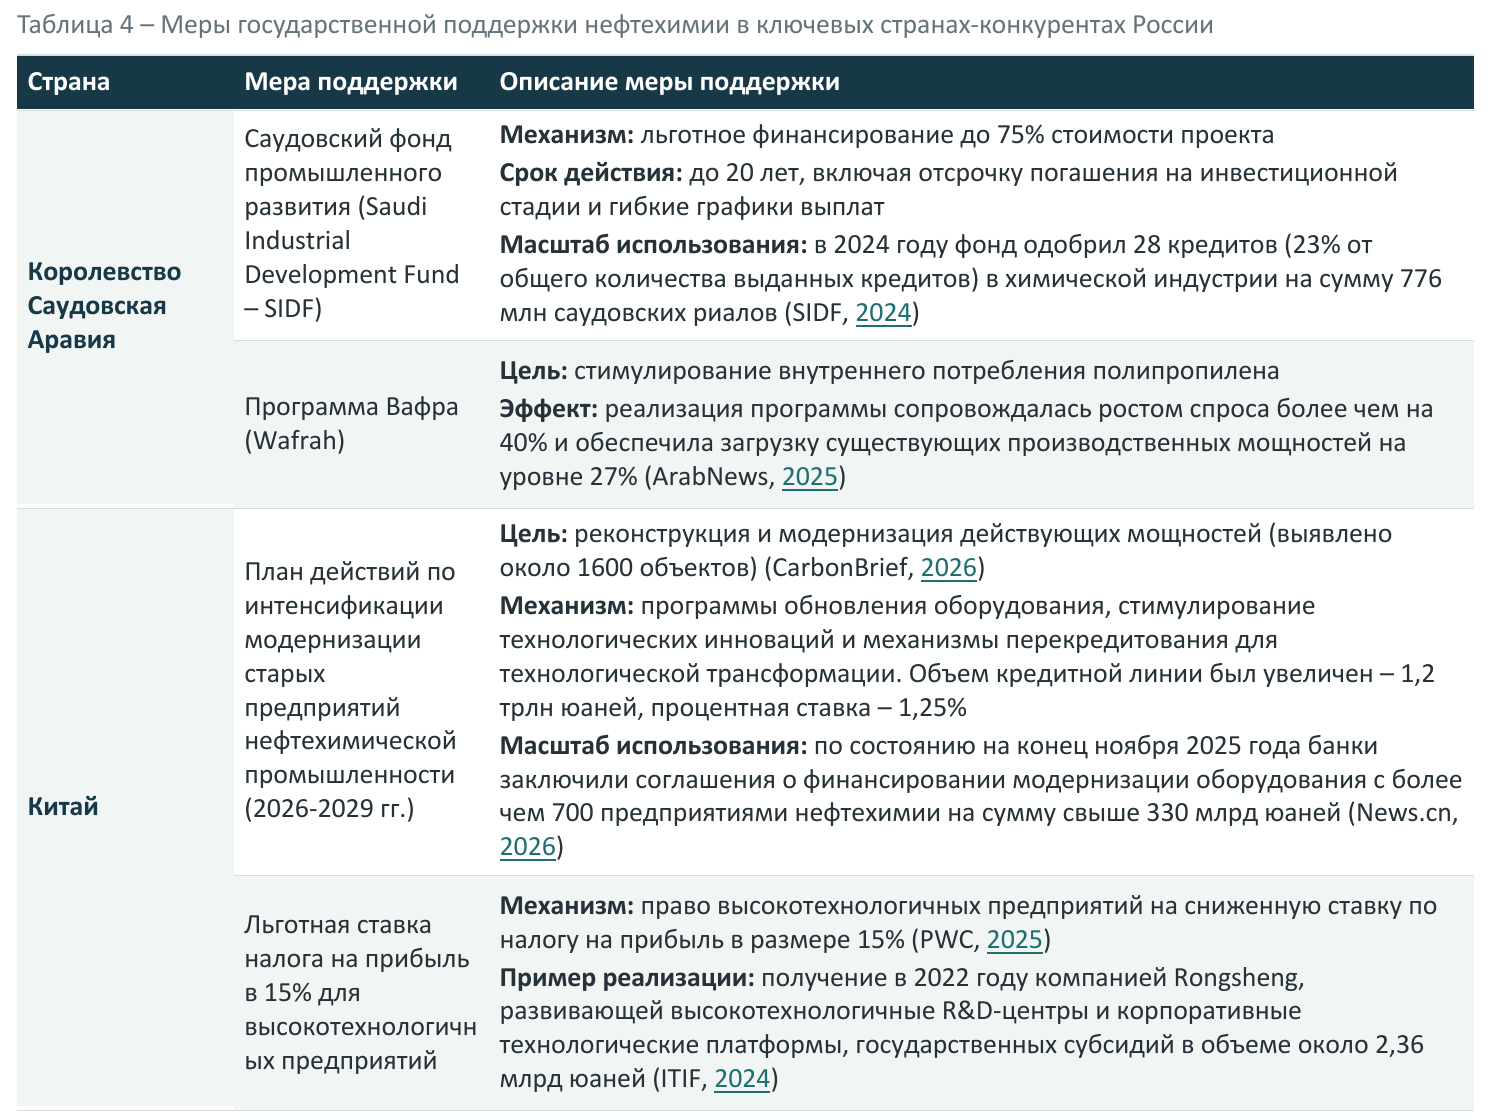 Таблица 4 – Меры государственной поддержки нефтехимии в ключевых странах-конкурентах России
Страна
Мера поддержки
Описание меры поддержки
Королевство
Саудовская
Аравия
Саудовский фонд
промышленного
развития (Saudi
Industrial
Development Fund
– SIDF)
Механизм: льготное финансирование до 75% стоимости проекта
Срок действия: до 20 лет, включая отсрочку погашения на инвестиционной
стадии и гибкие графики выплат
Масштаб использования: в 2024 году фонд одобрил 28 кредитов (23% от
общего количества выданных кредитов) в химической индустрии на сумму 776
млн саудовских риалов (SIDF, 2024)
Программа Вафра
(Wafrah)
Цель: стимулирование внутреннего потребления полипропилена
Эффект: реализация программы сопровождалась ростом спроса более чем на
40% и обеспечила загрузку существующих производственных мощностей на
уровне 27% (ArabNews, 2025)
Китай
План действий по
интенсификации
модернизации
старых
предприятий
нефтехимической
промышленности
(2026-2029 гг.)
Цель: реконструкция и модернизация действующих мощностей (выявлено
около 1600 объектов) (CarbonBrief, 2026)
Механизм: программы обновления оборудования, стимулирование
технологических инноваций и механизмы перекредитования для
технологической трансформации. Объем кредитной линии был увеличен – 1,2
трлн юаней, процентная ставка – 1,25%
Масштаб использования: по состоянию на конец ноября 2025 года банки
заключили соглашения о финансировании модернизации оборудования с более
чем 700 предприятиями нефтехимии на сумму свыше 330 млрд юаней (News.cn,
2026)
Льготная ставка
налога на прибыль
в 15% для
высокотехнологичн
ых предприятий
Механизм: право высокотехнологичных предприятий на сниженную ставку по
налогу на прибыль в размере 15% (PWC, 2025)
Пример реализации: получение в 2022 году компанией Rongsheng,
развивающей высокотехнологичные R&D-центры и корпоративные
технологические платформы, государственных субсидий в объеме около 2,36
млрд юаней (ITIF, 2024)